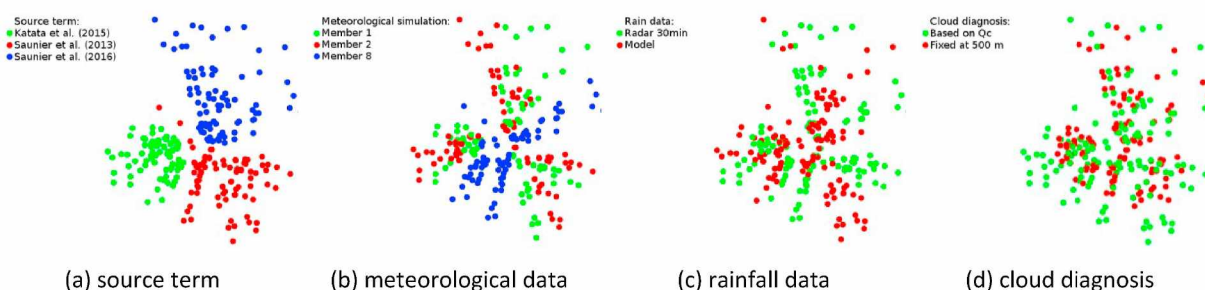 Source term:
Katata et al. (2015)
Saunier et al. (2013)
Saunier et al. (2016)
Meteorological simulation:
Member 1
Member 2
Member 8
Rain data:
Radar 30min
Model
Cloud diagnosis:
Based on Qc
Fixed at 500 m
(a) source term
(b) meteorological data
(c) rainfall data
(d) cloud diagnosis